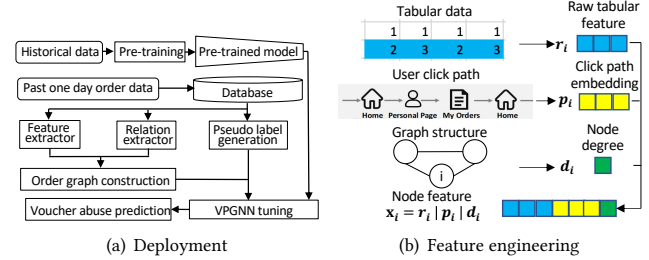 Historical data
Pre-training
Pre-trained model
Past one day order data
Database
Feature
extractor
Relation
extractor
Pseudo label
generation
Order graph construction
Voucher abuse prediction
VPGNN tuning
(a) Deployment
Tabular data
1 1 1
2 3 2 3
Raw tabular
feature
r_i
User click path
Home
Personal Page
My Orders
Home
Click path
embedding
p_i
Graph structure
i
Node
degree
d_i
Node feature
x_i = r_i | p_i | d_i
(b) Feature engineering